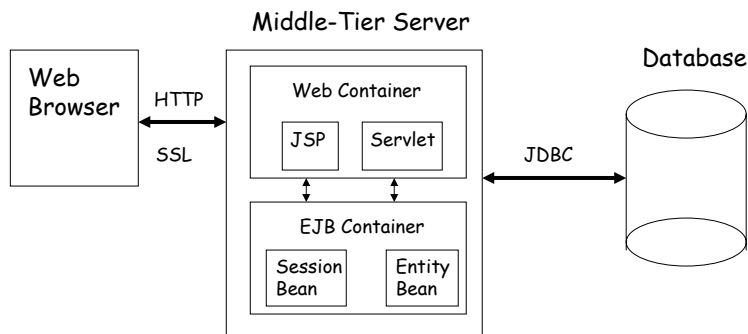 Middle-Tier Server
Web
Browser
HTTP
SSL
Web Container
JSP
Servlet
EJB Container
Session
Bean
Entity
Bean
JDBC
Database